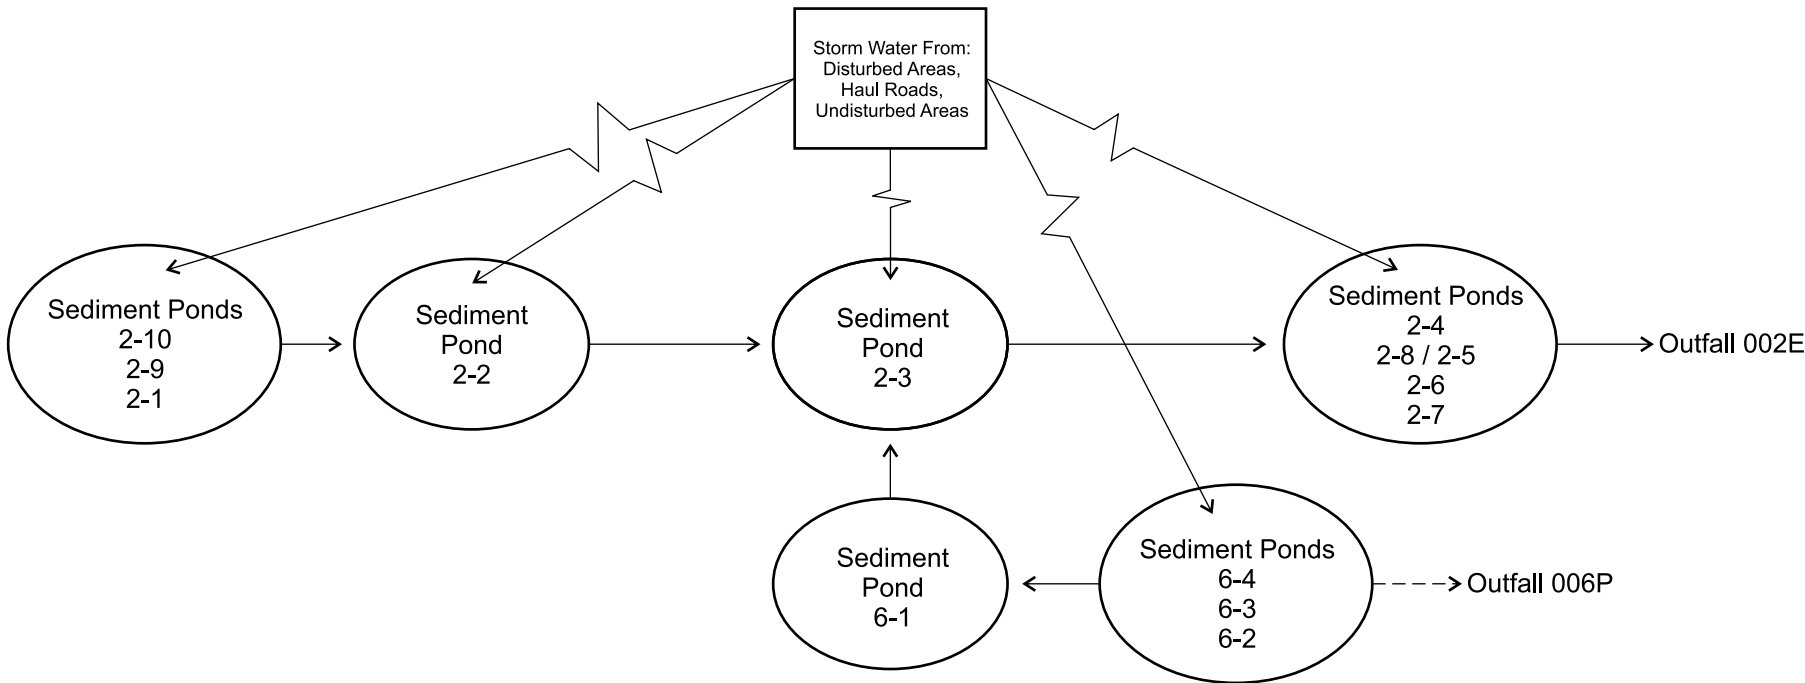 Storm Water From:
Disturbed Areas,
Haul Roads,
Undisturbed Areas
Sediment Ponds
2-10
2-9
2-1
Sediment
Pond
2-2
Sediment
Pond
2-3
Sediment Ponds
2-4
2-8 / 2-5
2-6
2-7
Outfall 002E
Sediment
Pond
6-1
Sediment Ponds
6-4
6-3
6-2
Outfall 006P